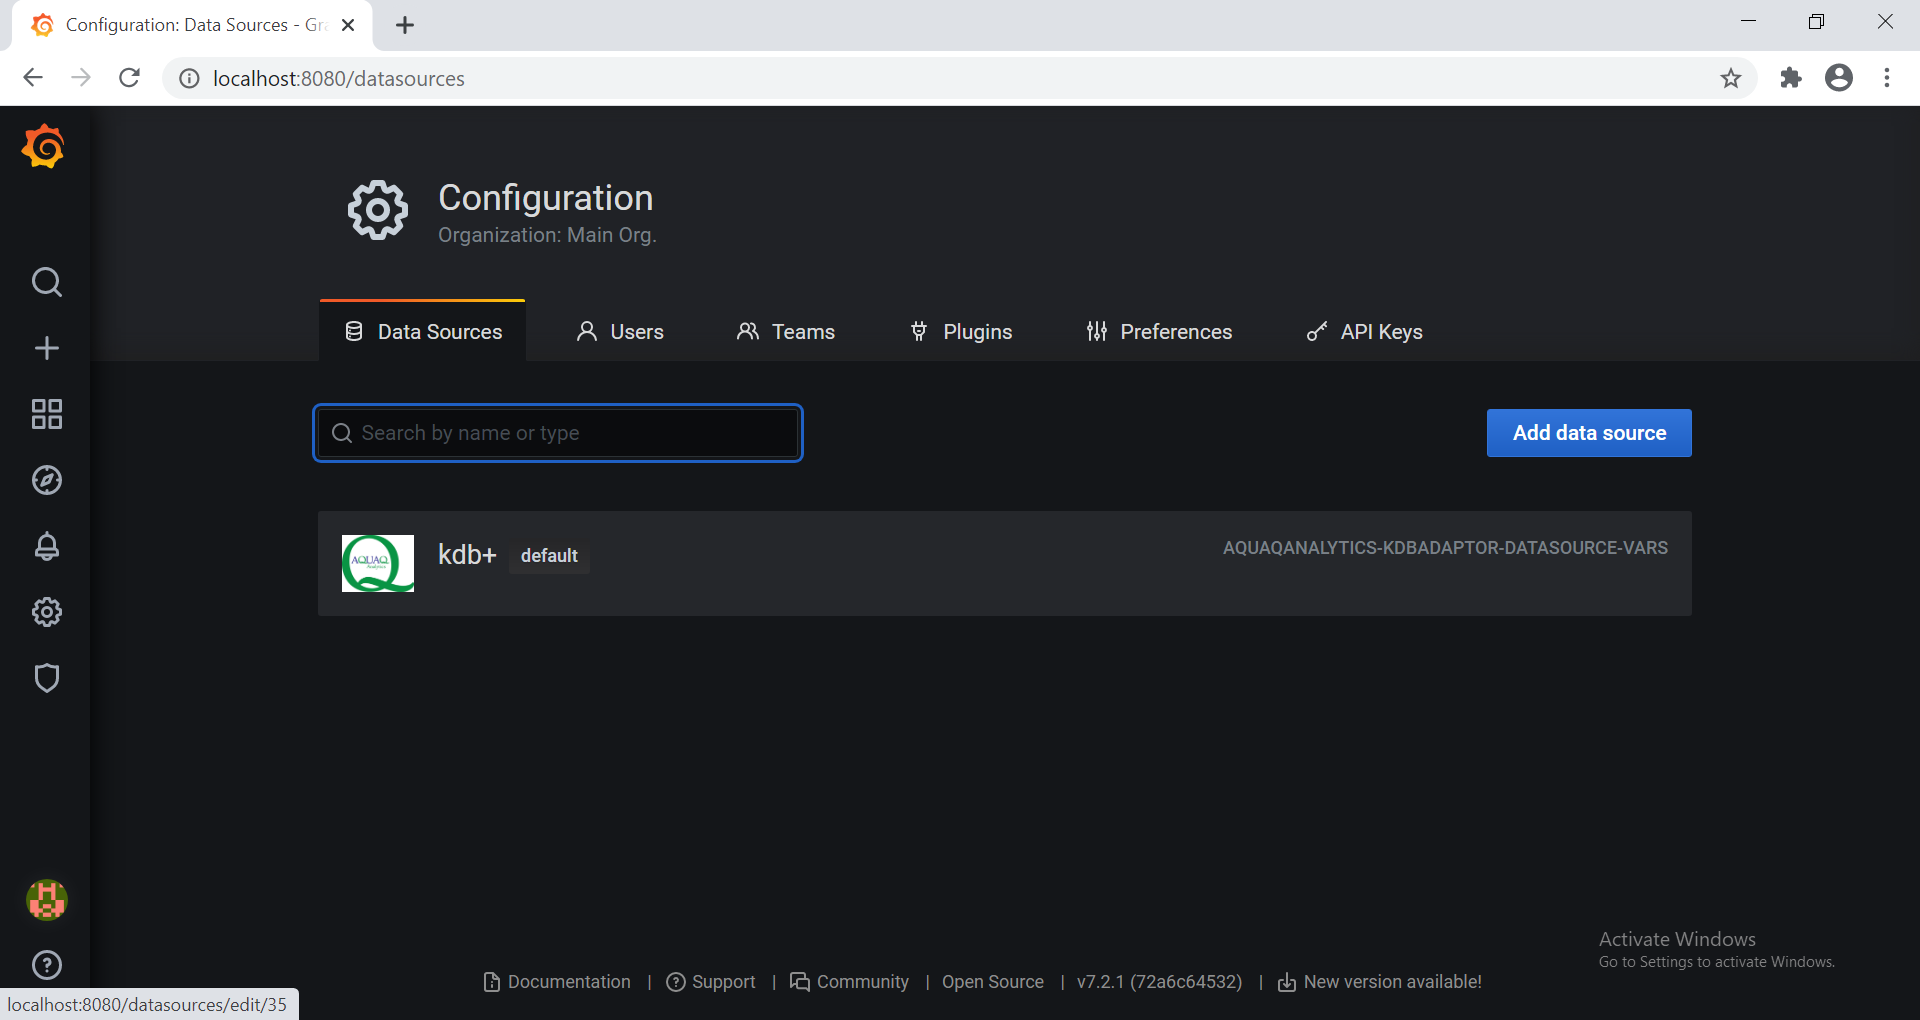 Configuration: Data Sources - Gr
localhost:8080/datasources
Configuration
Organization: Main Org.
Data Sources
Users
Teams
Plugins
Preferences
API Keys
Search by name or type
Add data source
AQUAQ
Analytics
kdb+
default
AQUAQANALYTICS-KDBADAPTOR-DATASOURCE-VARS
Activate Windows
Go to Settings to activate Windows.
Documentation | Support | Community | Open Source | v7.2.1 (72a6c64532) | New version available!
localhost:8080/datasources/edit/35